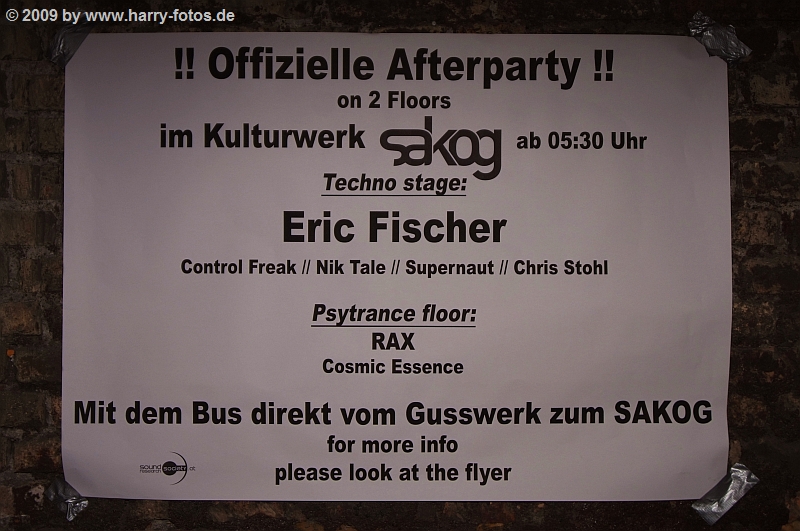 © 2009 by www.harry-fotos.de
!! Offizielle Afterparty !!
on 2 Floors
im Kulturwerk sakog ab 05:30 Uhr
Techno stage:
Eric Fischer
Control Freak // Nik Tale // Supernaut // Chris Stohl
Psytrance floor:
RAX
Cosmic Essence
Mit dem Bus direkt vom Gusswerk zum SAKOG
for more info
please look at the flyer
sound
research